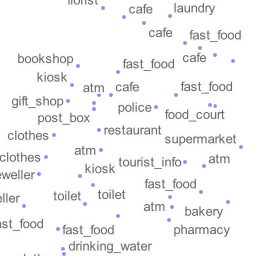 florist
cafe
laundry
cafe
fast_food
bookshop
fast_food
cafe
kiosk
atm
cafe
fast_food
gift_shop
police
food_court
post_box
restaurant
clothes
supermarket
atm
clothes
tourist_info
atm
kiosk
eweller
fast_food
toilet
toilet
eller
atm
bakery
ast_food
fast_food
pharmacy
drinking_water